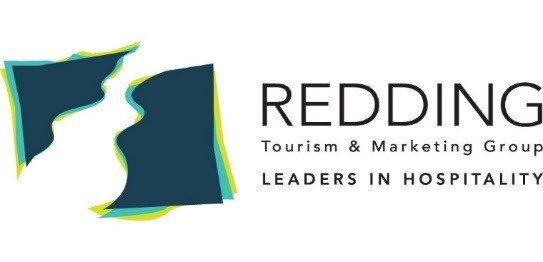 REDDING
Tourism & Marketing Group
LEADERS IN HOSPITALITY